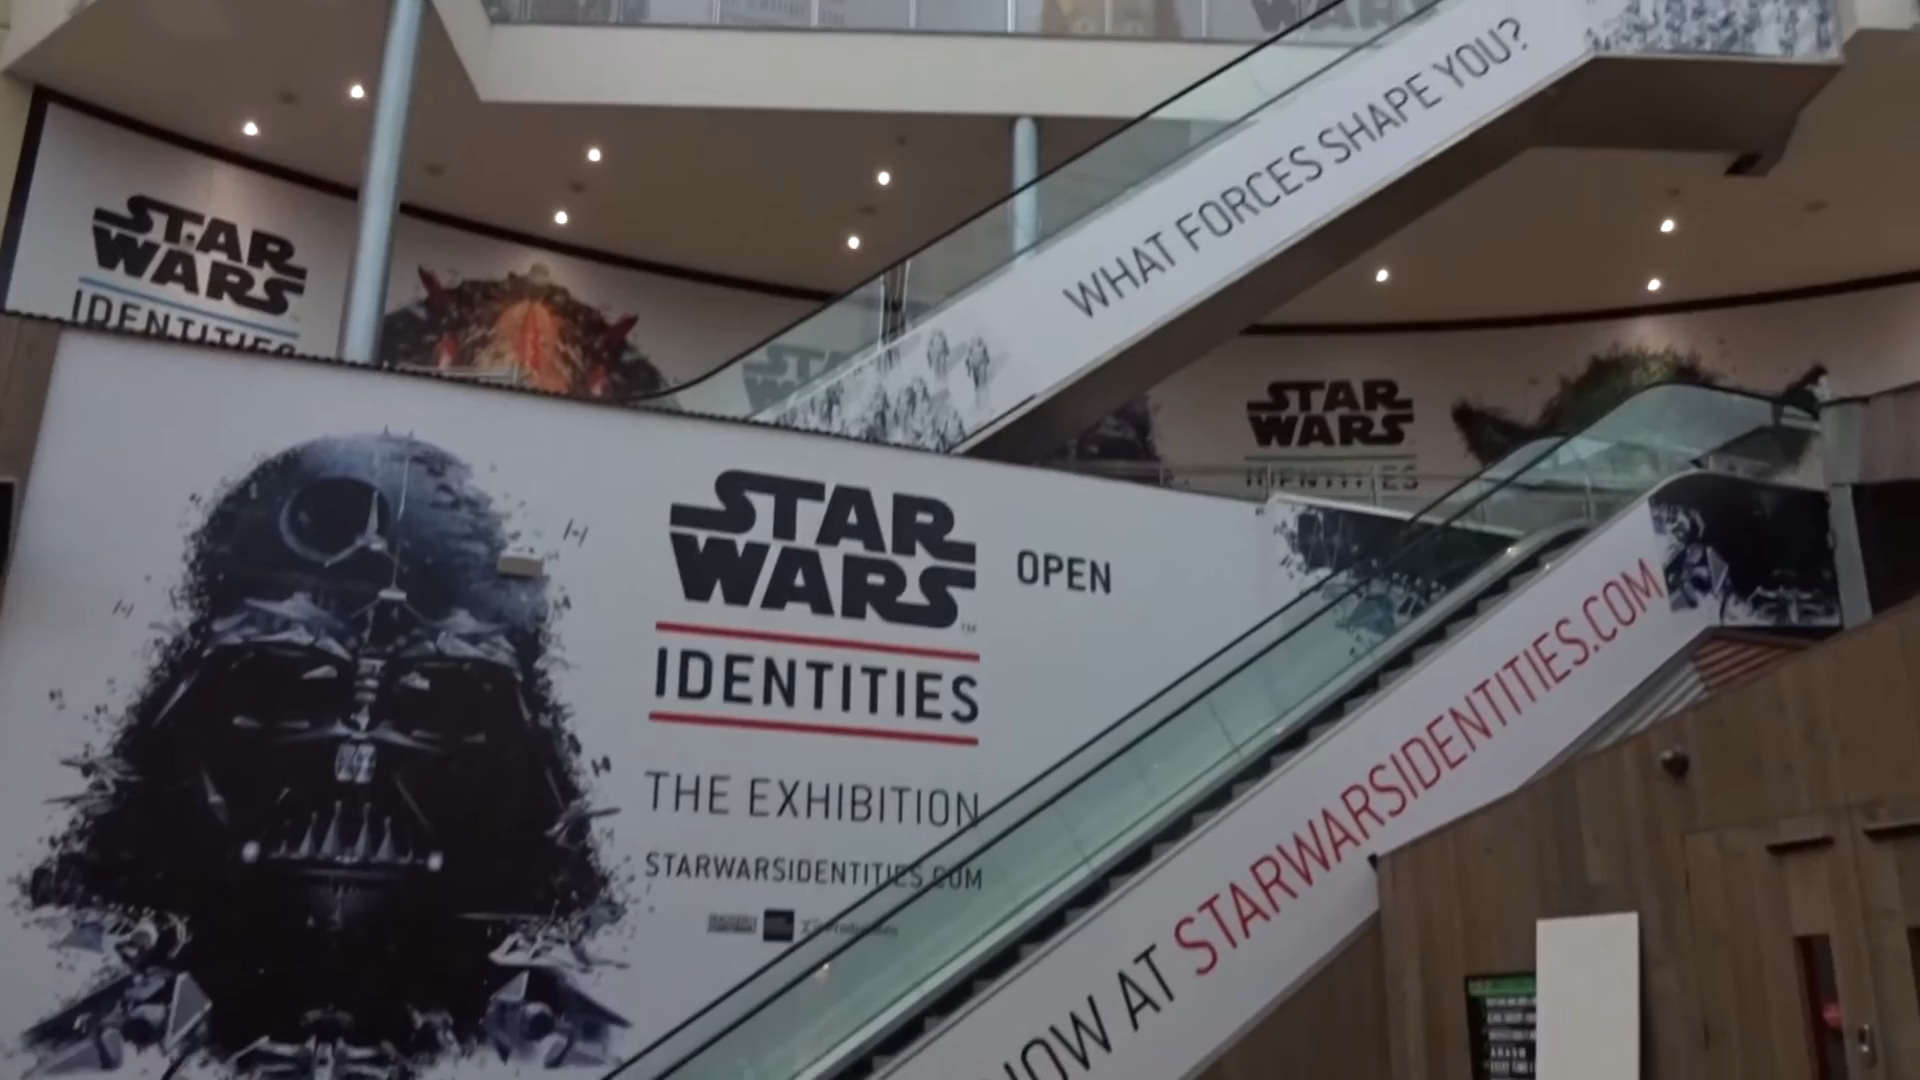 WHAT FORCES SHAPE YOU?
STAR
WARS
IDENTITIES
STAR
WARS
IDENTITIES
STAR
WARS
IDENTITIES
OPEN
THE EXHIBITION
STARWARSIDENTITIES.COM
AT STARWARSIDENTITIES.COM